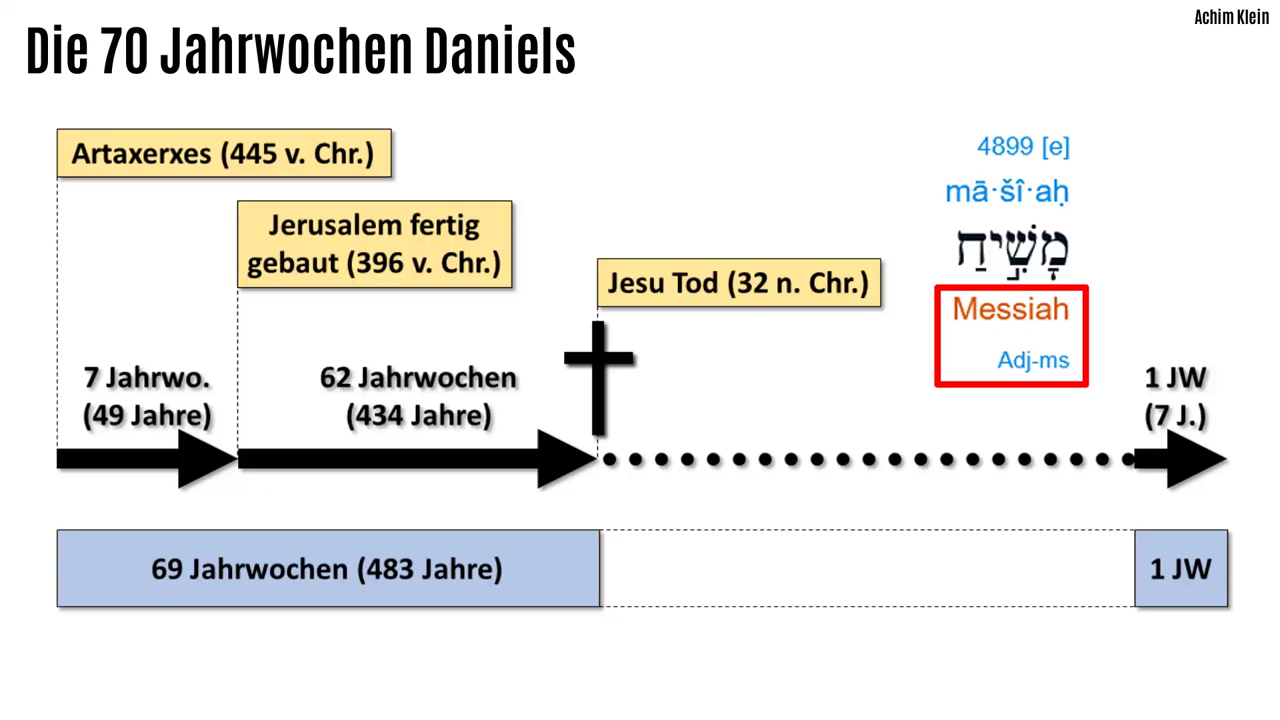 Achim Klein
Die 70 Jahrwochen Daniels
Artaxerxes (445 v. Chr.)
Jerusalem fertig
gebaut (396 v. Chr.)
Jesu Tod (32 n. Chr.)
4899 [e]
mā·šî·aḥ
מָשִׁ֣יחַ
Messiah
Adj-ms
7 Jahrwo.
(49 Jahre)
62 Jahrwochen
(434 Jahre)
1 JW
(7 J.)
69 Jahrwochen (483 Jahre)
1 JW